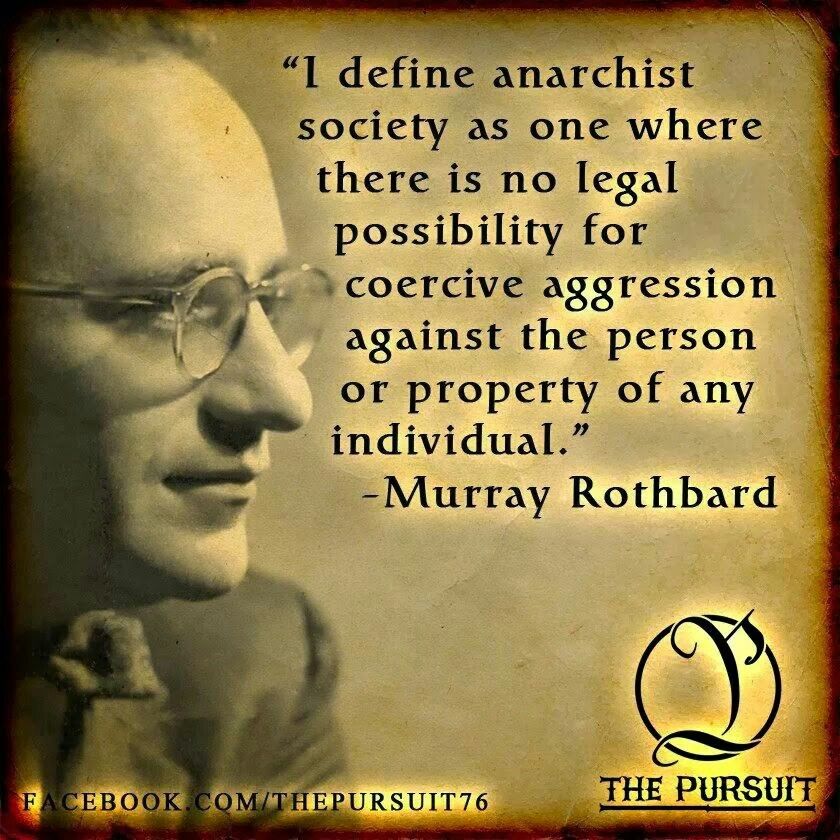 “I define anarchist
society as one where
there is no legal
possibility for
coercive aggression
against the person
or property of any
individual.”
-Murray Rothbard
THE PURSUIT
FACEBOOK.COM/THEPURSUIT76